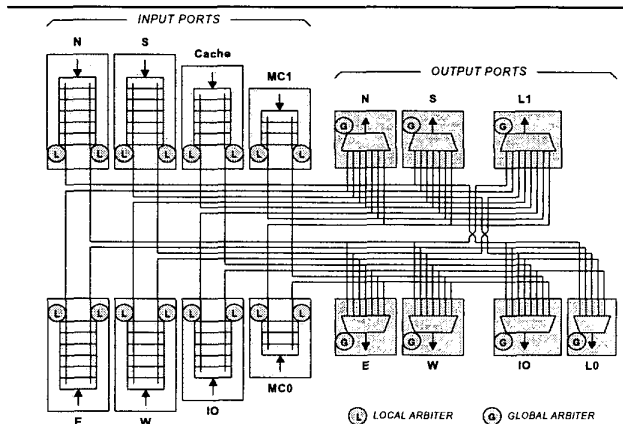 INPUT PORTS
N S Cache MC1
OUTPUT PORTS
N S L1
G G G
L L L L L L L L
L L L L L L L L
G G G G
E W IO L0
E W IO MC0
L LOCAL ARBITER G GLOBAL ARBITER